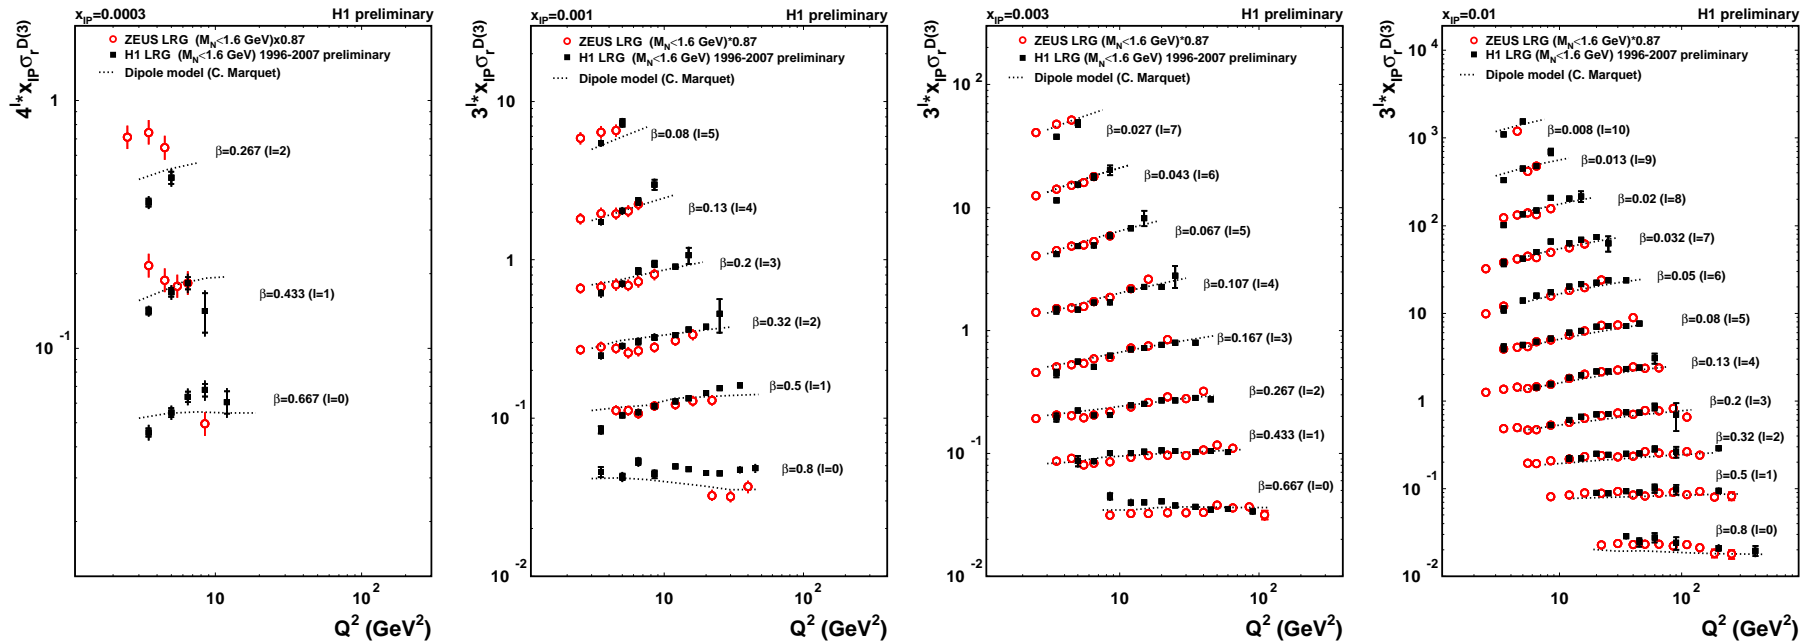 x_IP=0.0003 H1 preliminary
4^l*x_IP σ_r^D(3)
ZEUS LRG (M_N<1.6 GeV)x0.87
H1 LRG (M_N<1.6 GeV) 1996-2007 preliminary
Dipole model (C. Marquet)
1
β=0.267 (l=2)
β=0.433 (l=1)
10^-1
β=0.667 (l=0)
10 10^2
Q^2 (GeV^2)
x_IP=0.001 H1 preliminary
3^l*x_IP σ_r^D(3)
ZEUS LRG (M_N<1.6 GeV)*0.87
H1 LRG (M_N<1.6 GeV) 1996-2007 preliminary
Dipole model (C. Marquet)
10
β=0.08 (l=5)
β=0.13 (l=4)
1
β=0.2 (l=3)
β=0.32 (l=2)
β=0.5 (l=1)
10^-1
β=0.8 (l=0)
10^-2
10 10^2
Q^2 (GeV^2)
x_IP=0.003 H1 preliminary
3^l*x_IP σ_r^D(3)
ZEUS LRG (M_N<1.6 GeV)*0.87
H1 LRG (M_N<1.6 GeV) 1996-2007 preliminary
Dipole model (C. Marquet)
10^2
β=0.027 (l=7)
β=0.043 (l=6)
10
β=0.067 (l=5)
β=0.107 (l=4)
1
β=0.167 (l=3)
β=0.267 (l=2)
β=0.433 (l=1)
10^-1
β=0.667 (l=0)
10^-2
10 10^2
Q^2 (GeV^2)
x_IP=0.01 H1 preliminary
3^l*x_IP σ_r^D(3)
10^4
ZEUS LRG (M_N<1.6 GeV)*0.87
H1 LRG (M_N<1.6 GeV) 1996-2007 preliminary
Dipole model (C. Marquet)
10^3
β=0.008 (l=10)
β=0.013 (l=9)
β=0.02 (l=8)
10^2
β=0.032 (l=7)
β=0.05 (l=6)
10
β=0.08 (l=5)
β=0.13 (l=4)
1
β=0.2 (l=3)
β=0.32 (l=2)
β=0.5 (l=1)
10^-1
β=0.8 (l=0)
10^-2
10 10^2
Q^2 (GeV^2)